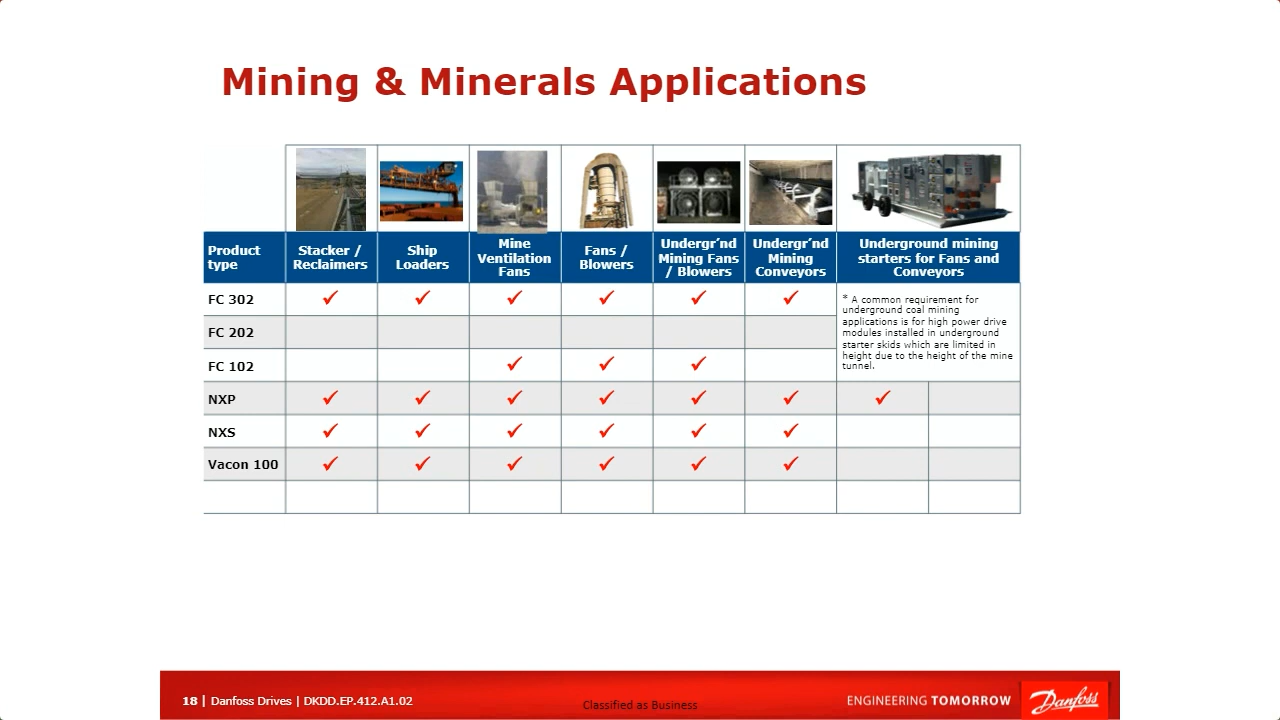 Mining & Minerals Applications
Product
type
Stacker /
Reclaimers
Ship
Loaders
Mine
Ventilation
Fans
Fans /
Blowers
Undergr’nd
Mining Fans
/ Blowers
Undergr’nd
Mining
Conveyors
Underground mining
starters for Fans and
Conveyors
FC 302 ✓ ✓ ✓ ✓ ✓ ✓
* A common requirement for
underground coal mining
applications is for high power drive
modules installed in underground
starter skids which are limited in
height due to the height of the mine
tunnel.
FC 202
FC 102 ✓ ✓ ✓
NXP ✓ ✓ ✓ ✓ ✓ ✓ ✓
NXS ✓ ✓ ✓ ✓ ✓ ✓
Vacon 100 ✓ ✓ ✓ ✓ ✓ ✓
18 | Danfoss Drives | DKDD.EP.412.A1.02
Classified as Business
ENGINEERING TOMORROW
Danfoss